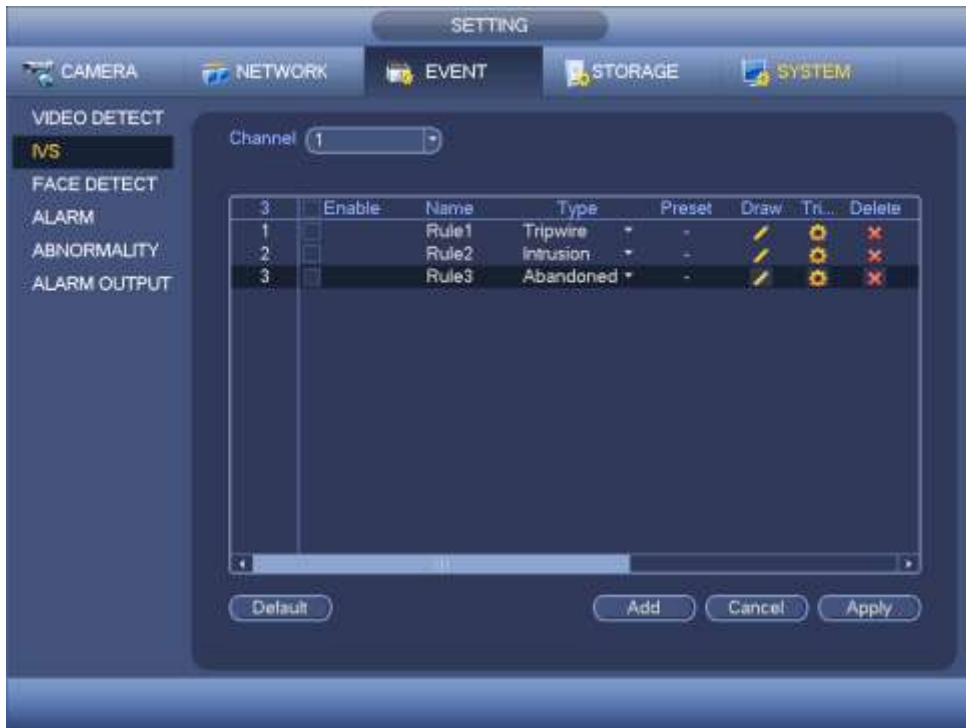 SETTING
CAMERA NETWORK EVENT STORAGE SYSTEM
VIDEO DETECT
IVS
FACE DETECT
ALARM
ABNORMALITY
ALARM OUTPUT
Channel 1
3 Enable Name Type Preset Draw Tri... Delete
1 Rule1 Tripwire -
2 Rule2 Intrusion -
3 Rule3 Abandoned -
Default Add Cancel Apply